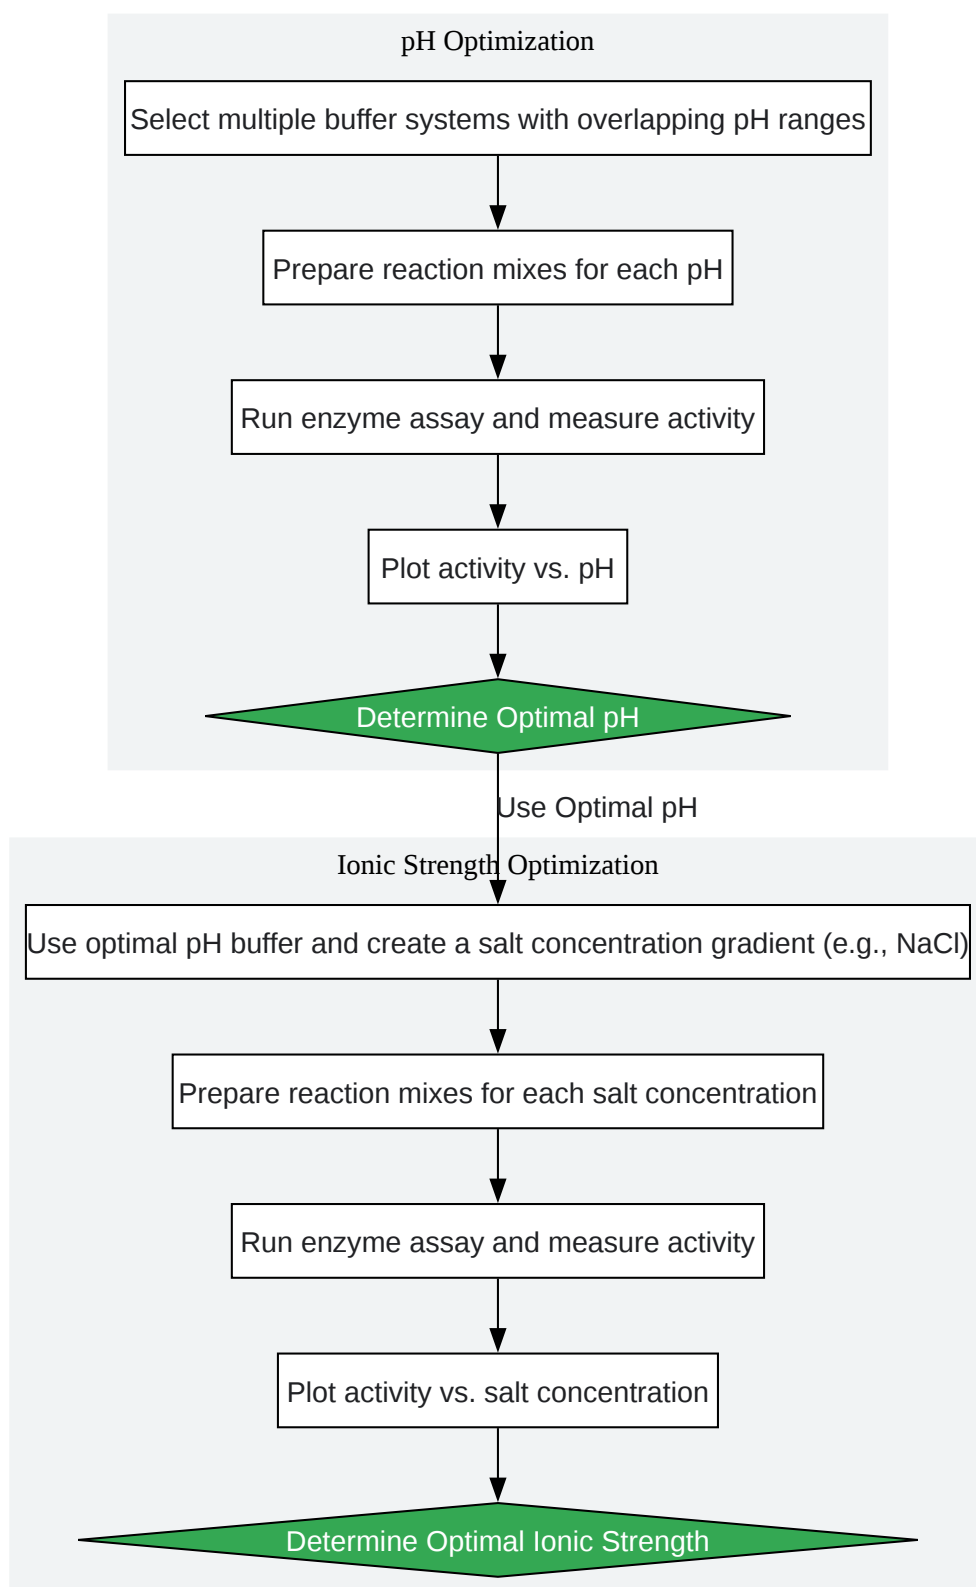 pH Optimization
Select multiple buffer systems with overlapping pH ranges
Prepare reaction mixes for each pH
Run enzyme assay and measure activity
Plot activity vs. pH
Determine Optimal pH
Use Optimal pH
Ionic Strength Optimization
Use optimal pH buffer and create a salt concentration gradient (e.g., NaCl)
Prepare reaction mixes for each salt concentration
Run enzyme assay and measure activity
Plot activity vs. salt concentration
Determine Optimal Ionic Strength